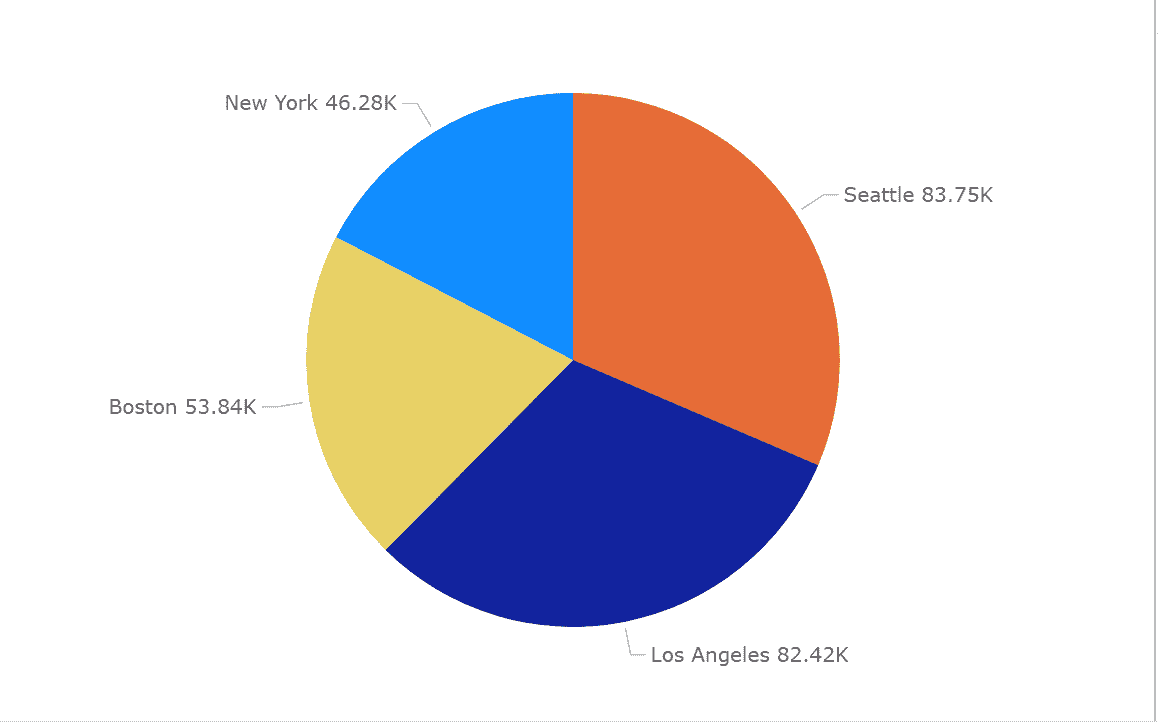 New York 46.28K
Seattle 83.75K
Boston 53.84K
Los Angeles 82.42K